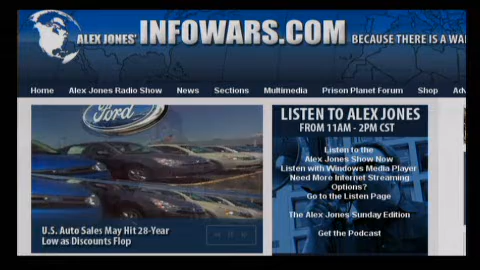 ALEX JONES' INFOWARS.COM BECAUSE THERE IS A WA
Home Alex Jones Radio Show News Sections Multimedia Prison Planet Forum Shop Adv
Ford
LISTEN TO ALEX JONES
FROM 11AM - 2PM CST
Listen to the
Alex Jones Show Now
Listen with Windows Media Player
Need More Internet Streaming
Options?
Go to the Listen Page
The Alex Jones Sunday Edition
Get the Podcast
U.S. Auto Sales May Hit 28-Year
Low as Discounts Flop